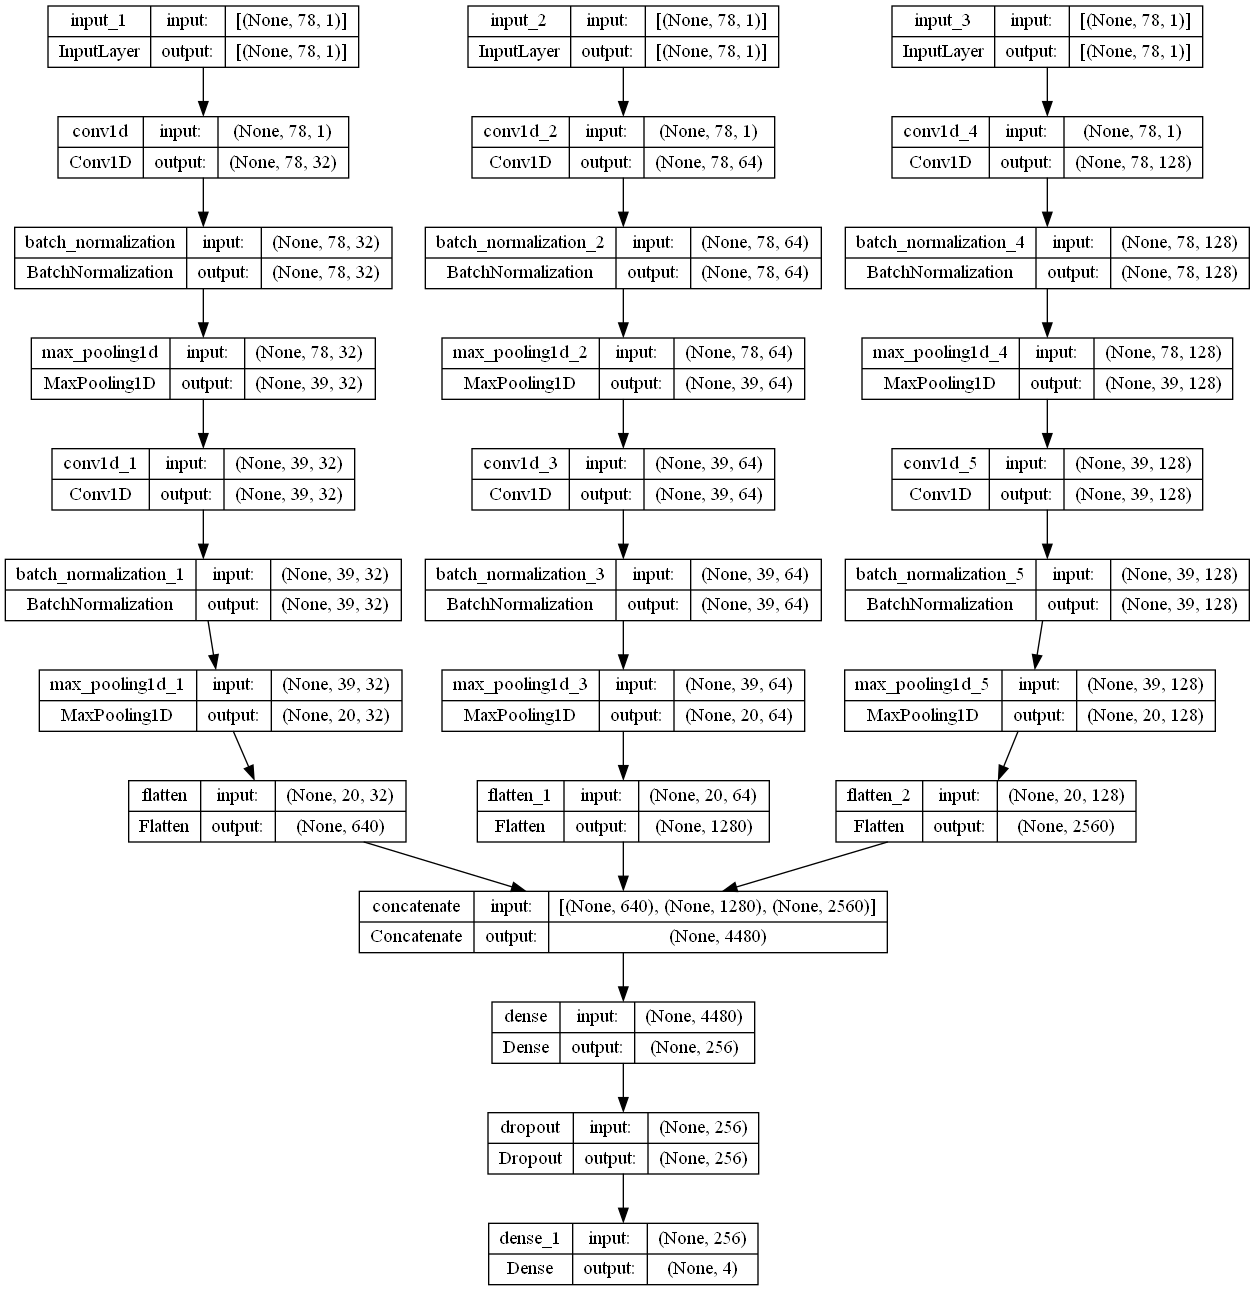 input_1 input: [(None, 78, 1)]
InputLayer output: [(None, 78, 1)]
input_2 input: [(None, 78, 1)]
InputLayer output: [(None, 78, 1)]
input_3 input: [(None, 78, 1)]
InputLayer output: [(None, 78, 1)]
conv1d input: (None, 78, 1)
Conv1D output: (None, 78, 32)
conv1d_2 input: (None, 78, 1)
Conv1D output: (None, 78, 64)
conv1d_4 input: (None, 78, 1)
Conv1D output: (None, 78, 128)
batch_normalization input: (None, 78, 32)
BatchNormalization output: (None, 78, 32)
batch_normalization_2 input: (None, 78, 64)
BatchNormalization output: (None, 78, 64)
batch_normalization_4 input: (None, 78, 128)
BatchNormalization output: (None, 78, 128)
max_pooling1d input: (None, 78, 32)
MaxPooling1D output: (None, 39, 32)
max_pooling1d_2 input: (None, 78, 64)
MaxPooling1D output: (None, 39, 64)
max_pooling1d_4 input: (None, 78, 128)
MaxPooling1D output: (None, 39, 128)
conv1d_1 input: (None, 39, 32)
Conv1D output: (None, 39, 32)
conv1d_3 input: (None, 39, 64)
Conv1D output: (None, 39, 64)
conv1d_5 input: (None, 39, 128)
Conv1D output: (None, 39, 128)
batch_normalization_1 input: (None, 39, 32)
BatchNormalization output: (None, 39, 32)
batch_normalization_3 input: (None, 39, 64)
BatchNormalization output: (None, 39, 64)
batch_normalization_5 input: (None, 39, 128)
BatchNormalization output: (None, 39, 128)
max_pooling1d_1 input: (None, 39, 32)
MaxPooling1D output: (None, 20, 32)
max_pooling1d_3 input: (None, 39, 64)
MaxPooling1D output: (None, 20, 64)
max_pooling1d_5 input: (None, 39, 128)
MaxPooling1D output: (None, 20, 128)
flatten input: (None, 20, 32)
Flatten output: (None, 640)
flatten_1 input: (None, 20, 64)
Flatten output: (None, 1280)
flatten_2 input: (None, 20, 128)
Flatten output: (None, 2560)
concatenate input: [(None, 640), (None, 1280), (None, 2560)]
Concatenate output: (None, 4480)
dense input: (None, 4480)
Dense output: (None, 256)
dropout input: (None, 256)
Dropout output: (None, 256)
dense_1 input: (None, 256)
Dense output: (None, 4)